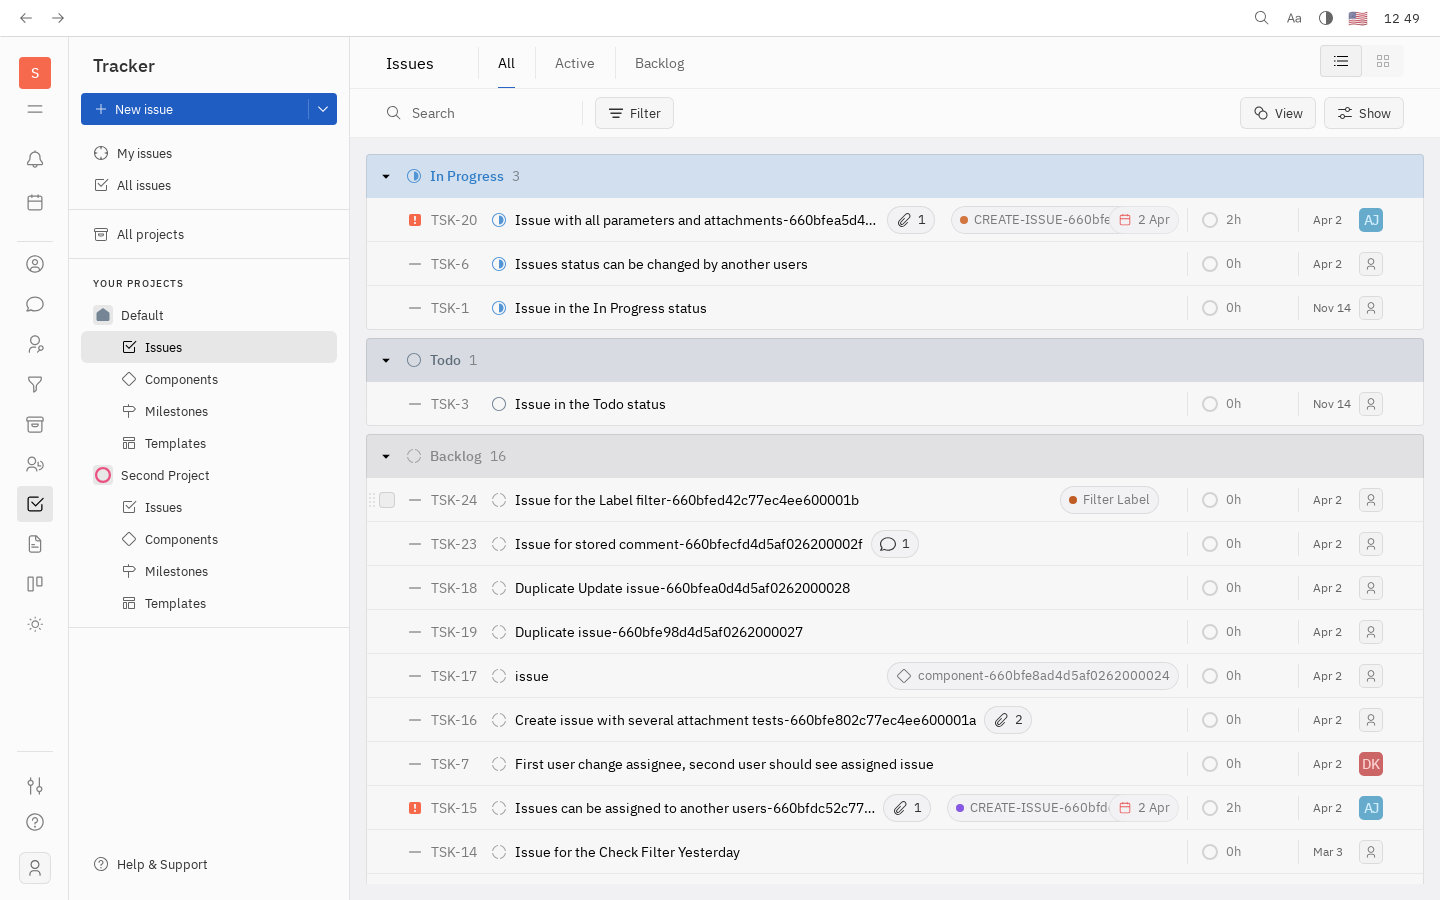 Aa 12 49
S
Tracker
New issue
My issues
All issues
All projects
YOUR PROJECTS
Default
Issues
Components
Milestones
Templates
Second Project
Issues
Components
Milestones
Templates
Help & Support
Issues All Active Backlog
Search Filter View Show
In Progress 3
TSK-20 Issue with all parameters and attachments-660bfea5d4... 1 CREATE-ISSUE-660bfe 2 Apr 2h Apr 2 AJ
TSK-6 Issues status can be changed by another users 0h Apr 2
TSK-1 Issue in the In Progress status 0h Nov 14
Todo 1
TSK-3 Issue in the Todo status 0h Nov 14
Backlog 16
TSK-24 Issue for the Label filter-660bfed42c77ec4ee600001b Filter Label 0h Apr 2
TSK-23 Issue for stored comment-660bfecfd4d5af026200002f 1 0h Apr 2
TSK-18 Duplicate Update issue-660bfea0d4d5af0262000028 0h Apr 2
TSK-19 Duplicate issue-660bfe98d4d5af0262000027 0h Apr 2
TSK-17 issue component-660bfe8ad4d5af0262000024 0h Apr 2
TSK-16 Create issue with several attachment tests-660bfe802c77ec4ee600001a 2 0h Apr 2
TSK-7 First user change assignee, second user should see assigned issue 0h Apr 2 DK
TSK-15 Issues can be assigned to another users-660bfdc52c77... 1 CREATE-ISSUE-660bfd 2 Apr 2h Apr 2 AJ
TSK-14 Issue for the Check Filter Yesterday 0h Mar 3